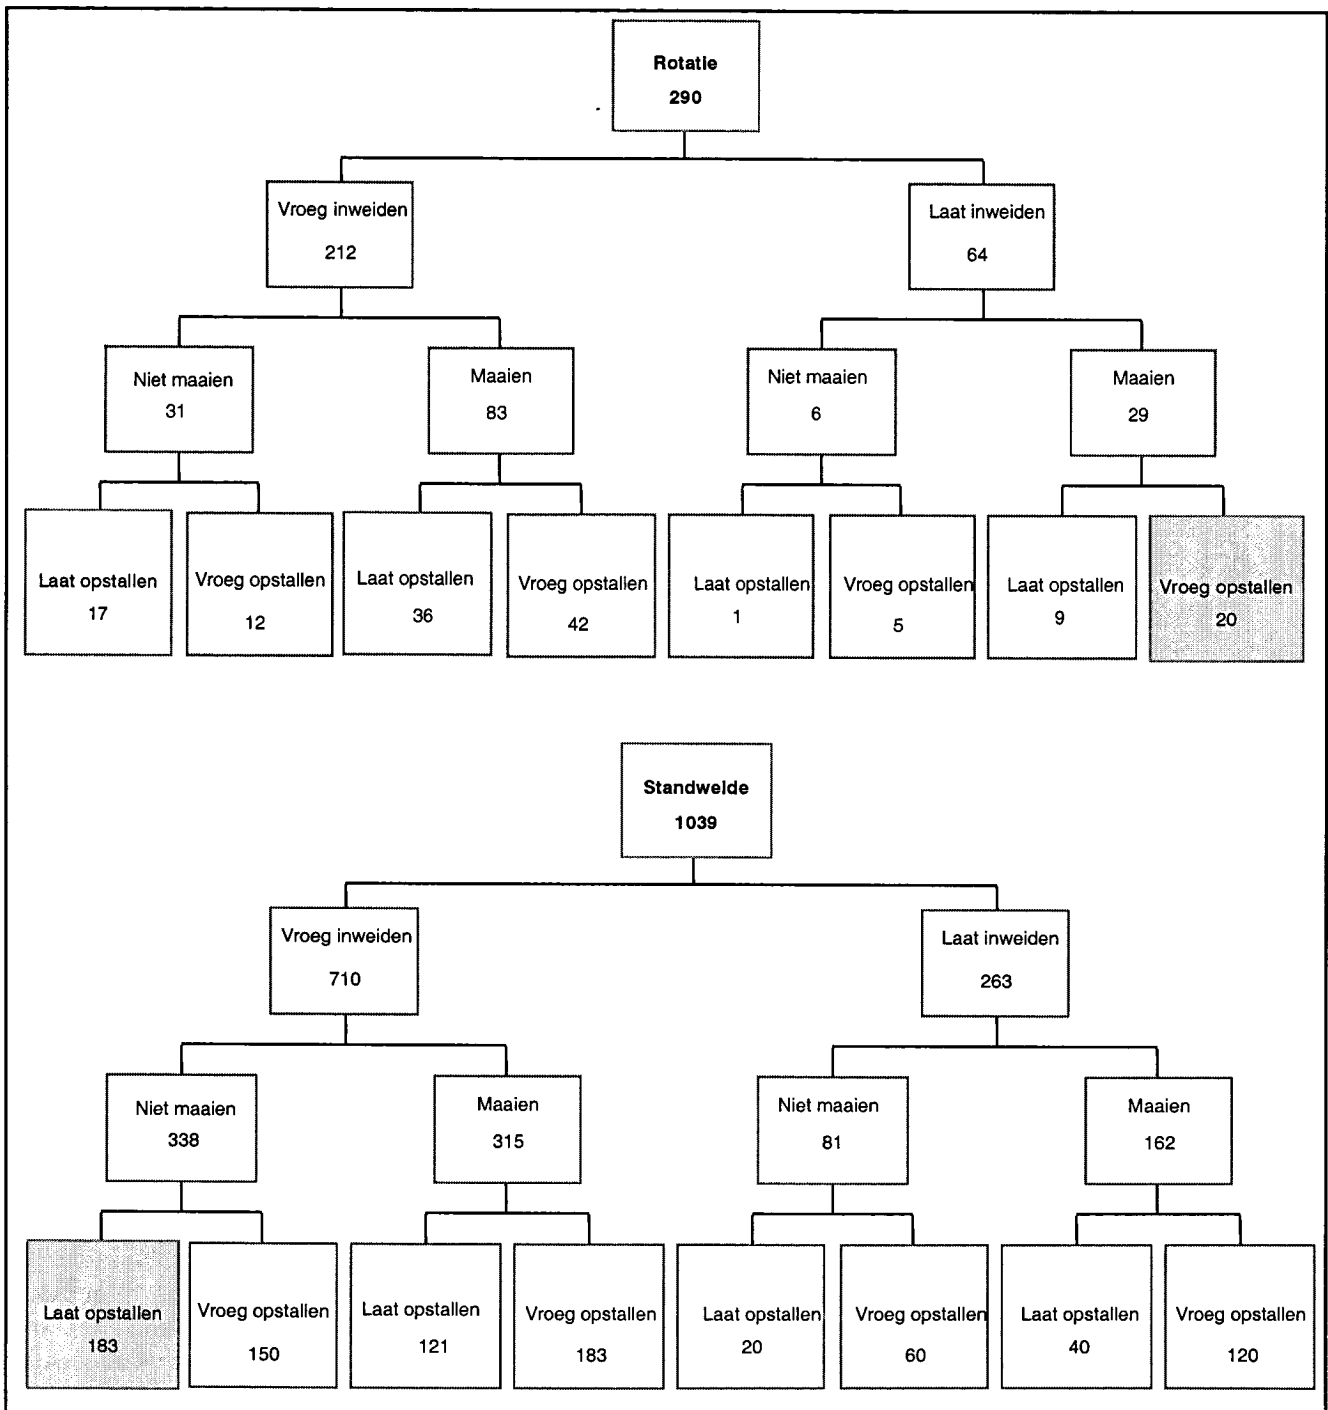 Rotatie
290
Vroeg inweiden
212
Laat inweiden
64
Niet maaien
31
Maaien
83
Niet maaien
6
Maaien
29
Laat opstallen
17
Vroeg opstallen
12
Laat opstallen
36
Vroeg opstallen
42
Laat opstallen
1
Vroeg opstallen
5
Laat opstallen
9
Vroeg opstallen
20
Standweide
1039
Vroeg inweiden
710
Laat inweiden
263
Niet maaien
338
Maaien
315
Niet maaien
81
Maaien
162
Laat opstallen
183
Vroeg opstallen
150
Laat opstallen
121
Vroeg opstallen
183
Laat opstallen
20
Vroeg opstallen
60
Laat opstallen
40
Vroeg opstallen
120